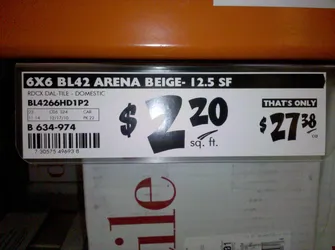 6X6 BL42 ARENA BEIGE- 12.5 SF
RDCX DAL-TILE - DOMESTIC
BL4266HD1P2
B 634-974
$2.20
sq. ft.
THAT'S ONLY
$27.38
ile